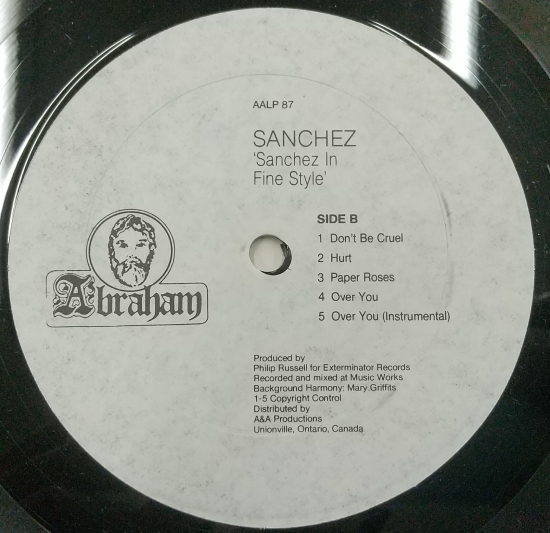 AALP 87
SANCHEZ
'Sanchez In
Fine Style'
SIDE B
1 Don't Be Cruel
2 Hurt
3 Paper Roses
4 Over You
5 Over You (Instrumental)
Abraham
Produced by
Philip Russell for Exterminator Records
Recorded and mixed at Music Works
Background Harmony: Mary Griffits
1-5 Copyright Control
Distributed by
A&A Productions
Unionville, Ontario, Canada